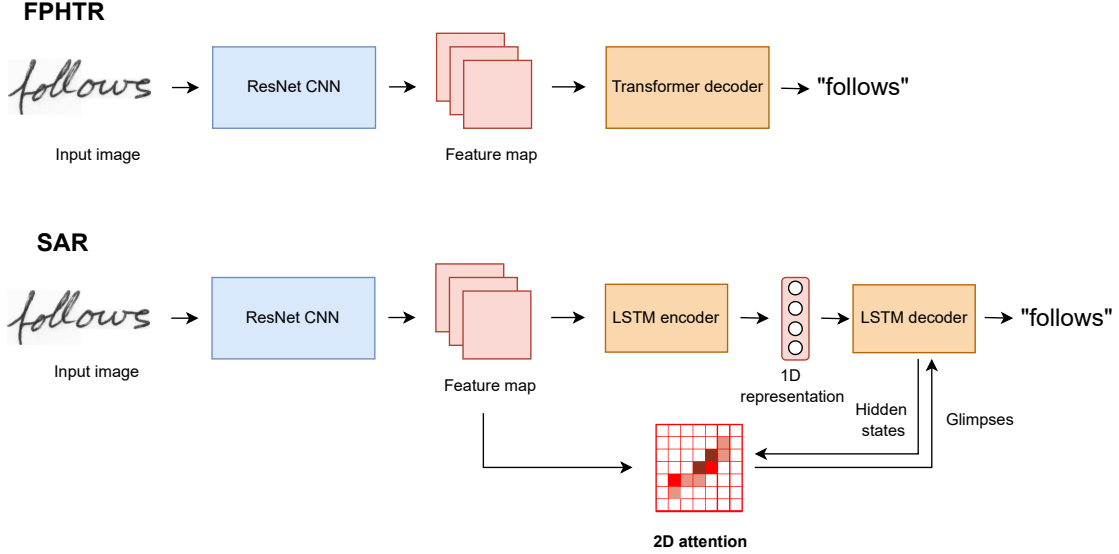 FPHTR
follows
ResNet CNN
Transformer decoder
"follows"
Input image
Feature map
SAR
follows
ResNet CNN
LSTM encoder
LSTM decoder
"follows"
Input image
Feature map
1D
representation
Hidden
states
Glimpses
2D attention